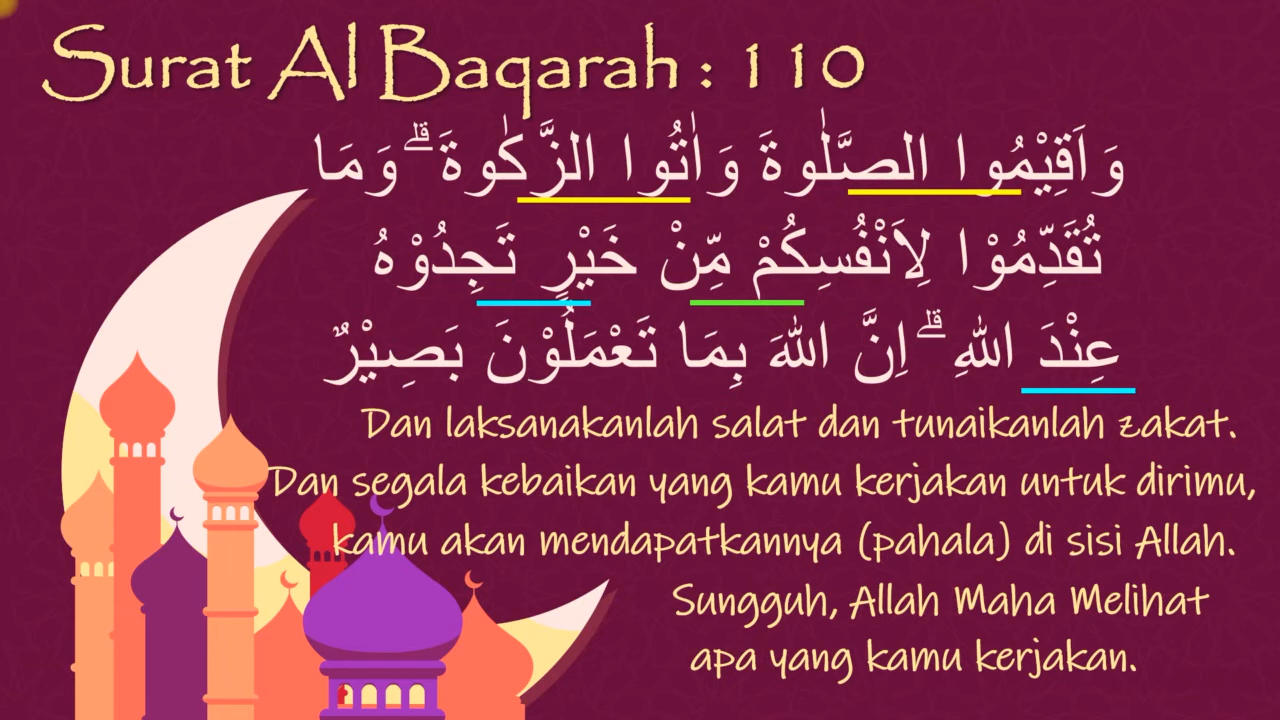 Surat Al Baqarah : 110
وَاَقِيْمُوا الصَّلٰوةَ وَاٰتُوا الزَّكٰوةَ ۗ وَمَا
تُقَدِّمُوْا لِاَنْفُسِكُمْ مِّنْ خَيْرٍ تَجِدُوْهُ
عِنْدَ اللهِ ۗ اِنَّ اللهَ بِمَا تَعْمَلُوْنَ بَصِيْرٌ
Dan laksanakanlah salat dan tunaikanlah zakat.
Dan segala kebaikan yang kamu kerjakan untuk dirimu,
kamu akan mendapatkannya (pahala) di sisi Allah.
Sungguh, Allah Maha Melihat
apa yang kamu kerjakan.